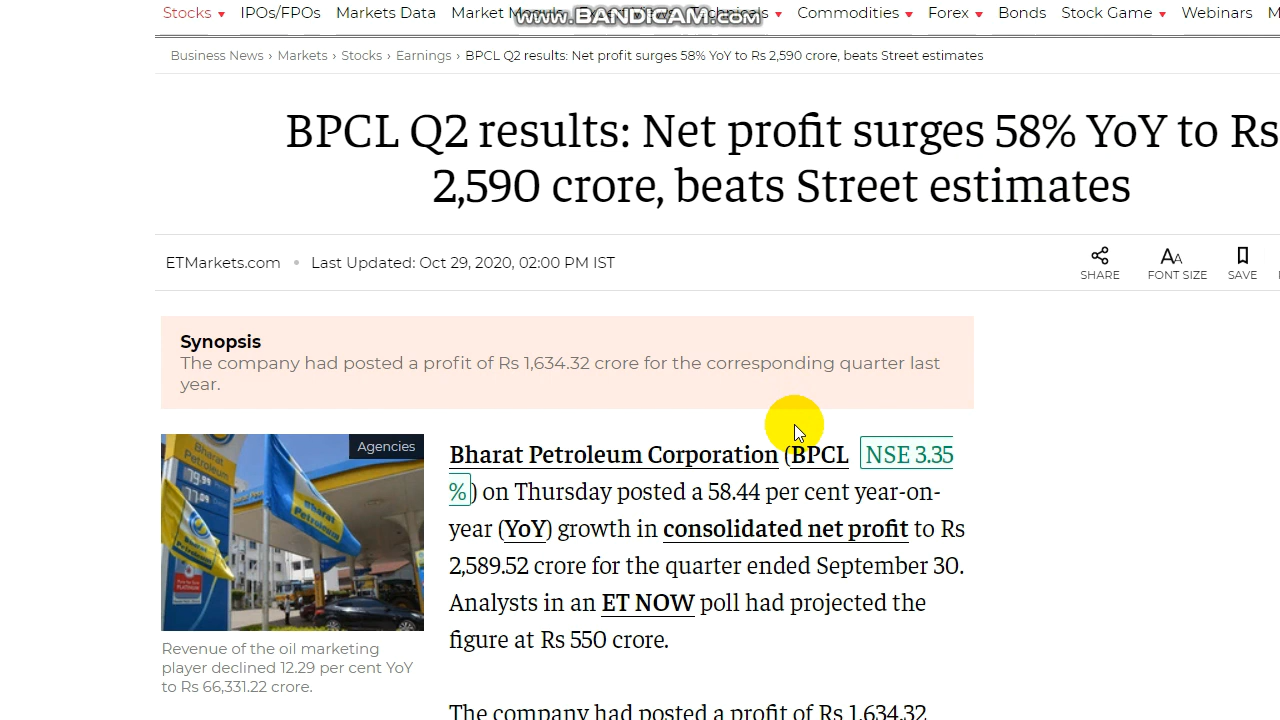 Stocks IPOs/FPOs Markets Data Market Technicals Commodities Forex Bonds Stock Game Webinars M
www.BANDICAM.com
Business News › Markets › Stocks › Earnings › BPCL Q2 results: Net profit surges 58% YoY to Rs 2,590 crore, beats Street estimates
BPCL Q2 results: Net profit surges 58% YoY to Rs
2,590 crore, beats Street estimates
ETMarkets.com • Last Updated: Oct 29, 2020, 02:00 PM IST
SHARE FONT SIZE SAVE
Synopsis
The company had posted a profit of Rs 1,634.32 crore for the corresponding quarter last
year.
Agencies
Bharat
Petroleum
79.99
Bharat
Petroleum
Revenue of the oil marketing
player declined 12.29 per cent YoY
to Rs 66,331.22 crore.
Bharat Petroleum Corporation (BPCL NSE 3.35
%) on Thursday posted a 58.44 per cent year-on-
year (YoY) growth in consolidated net profit to Rs
2,589.52 crore for the quarter ended September 30.
Analysts in an ET NOW poll had projected the
figure at Rs 550 crore.
The company had posted a profit of Rs 1,634.32